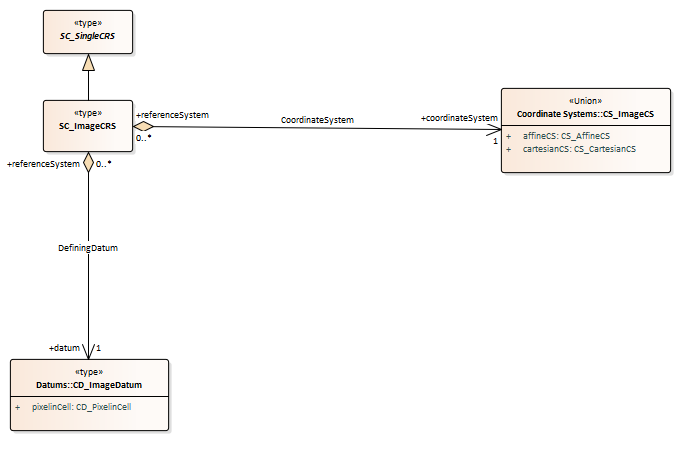 «type»
SC_SingleCRS
«type»
SC_ImageCRS
+referenceSystem
0..*
CoordinateSystem
+coordinateSystem
1
«Union»
Coordinate Systems::CS_ImageCS
+ affineCS: CS_AffineCS
+ cartesianCS: CS_CartesianCS
+referenceSystem
0..*
DefiningDatum
+datum
1
«type»
Datums::CD_ImageDatum
+ pixelinCell: CD_PixelinCell